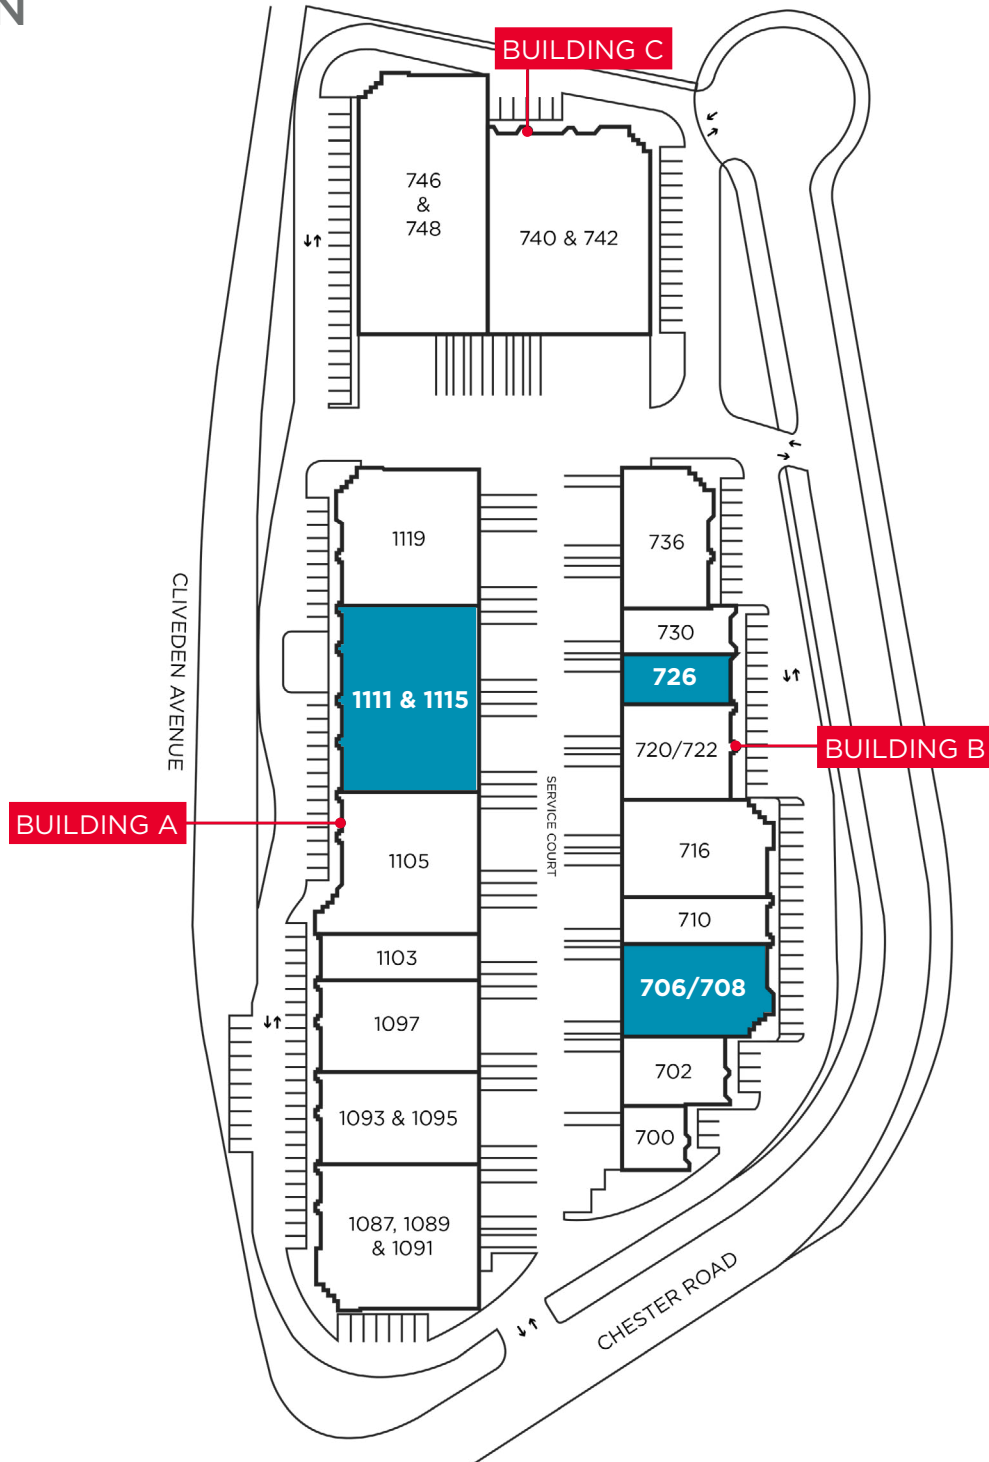 N
BUILDING C
746
&
748
740 & 742
1119
736
730
726
1111 & 1115
720/722
BUILDING B
CLIVEDEN AVENUE
SERVICE COURT
BUILDING A
1105
716
710
1103
706/708
1097
702
1093 & 1095
700
1087, 1089
& 1091
CHESTER ROAD